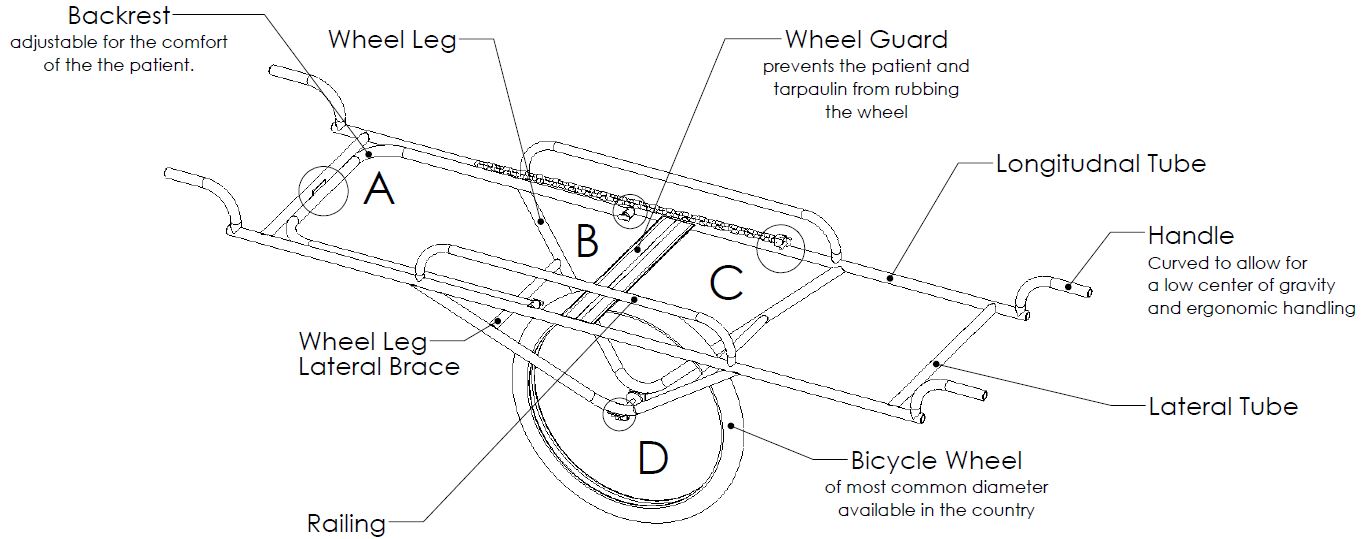 Backrest
adjustable for the comfort
of the the patient.
Wheel Leg
Wheel Guard
prevents the patient and
tarpaulin from rubbing
the wheel
Longitudnal Tube
A
B
C
Handle
Curved to allow for
a low center of gravity
and ergonomic handling
Wheel Leg
Lateral Brace
Lateral Tube
D
Bicycle Wheel
of most common diameter
available in the country
Railing